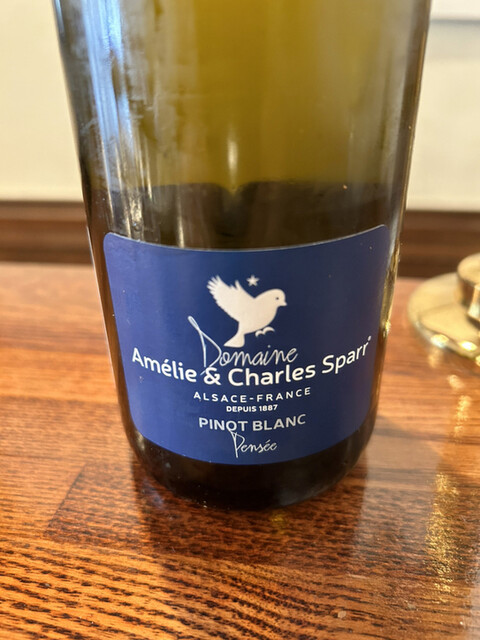 Domaine
Amélie & Charles Sparr®
ALSACE-FRANCE
DEPUIS 1887
PINOT BLANC
Pensée